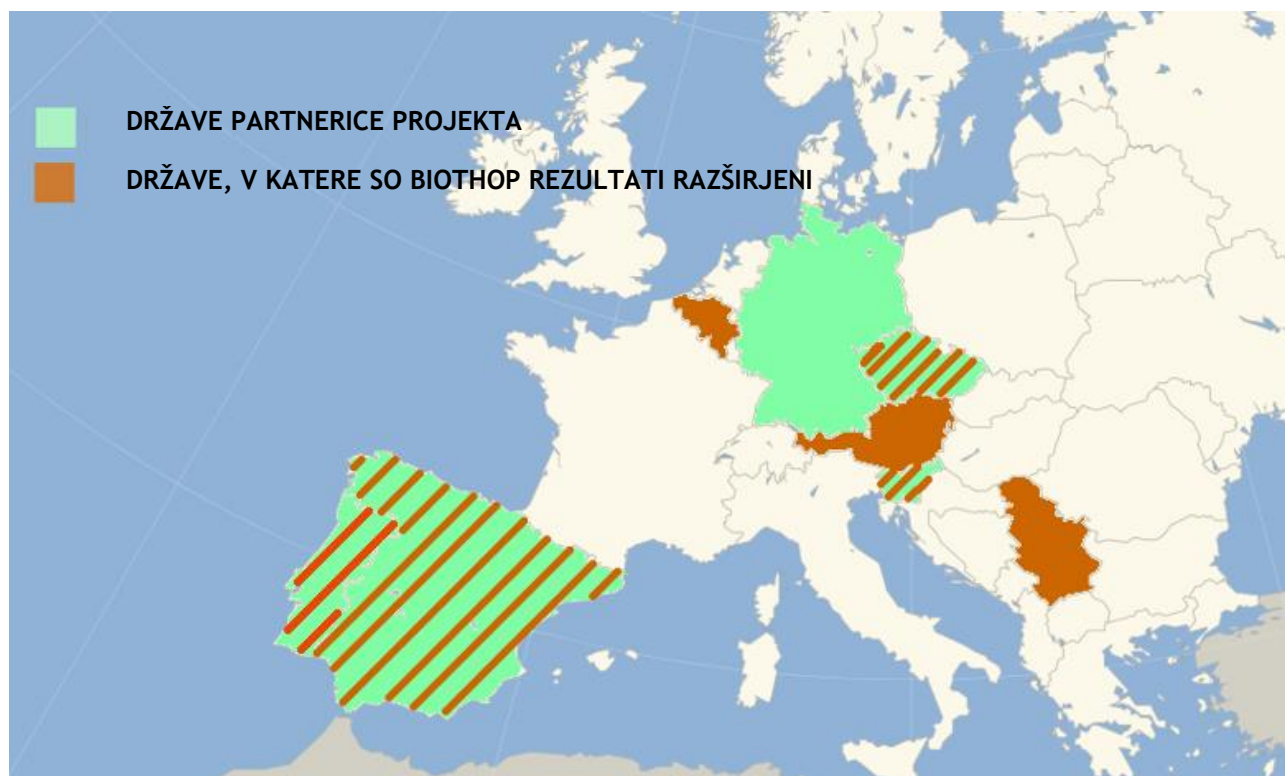 DRŽAVE PARTNERICE PROJEKTA
DRŽAVE, V KATERE SO BIOTHOP REZULTATI RAZŠIRJENI